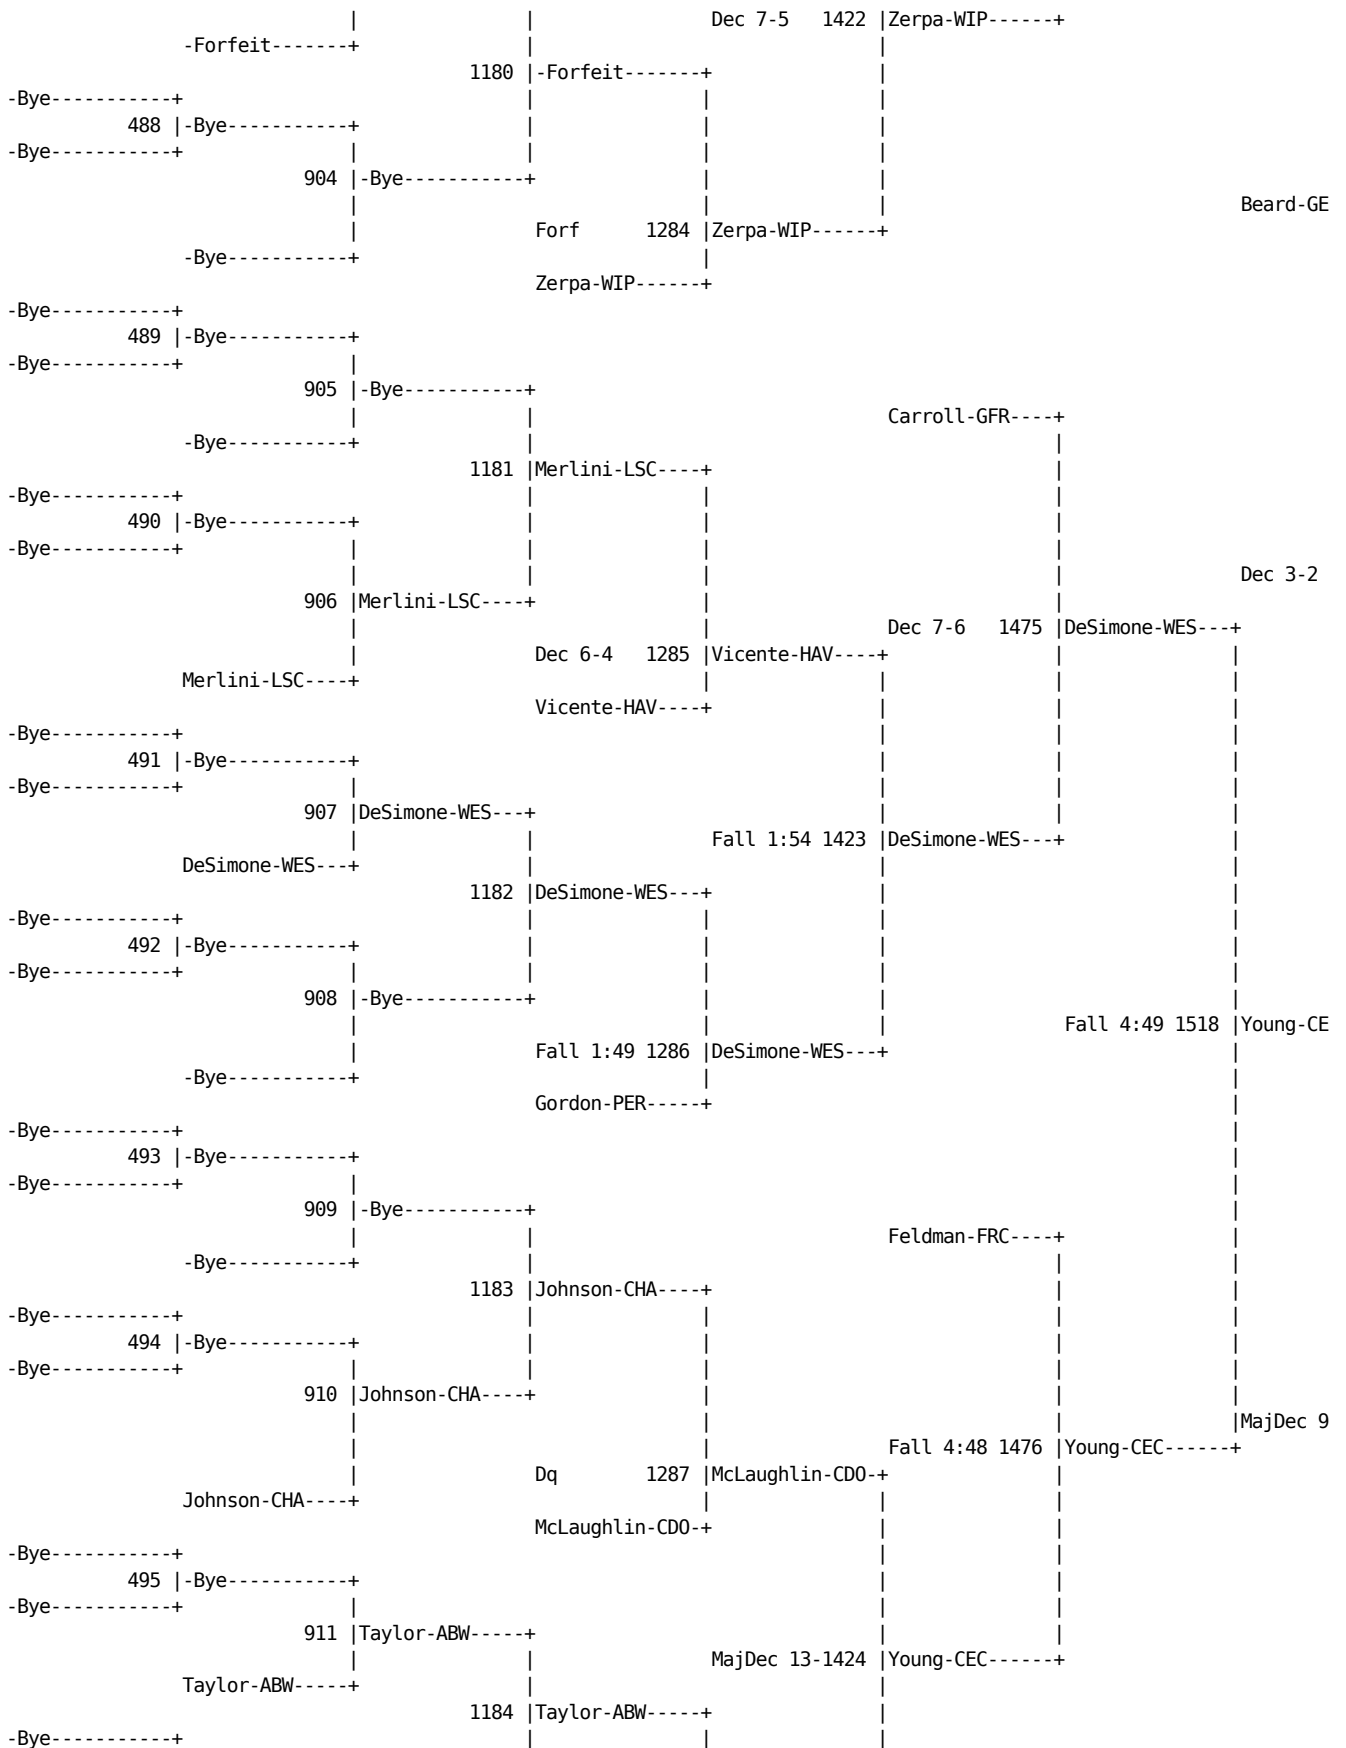 Dec 7-5   1422 |Zerpa-WIP------+
-Forfeit-------+
1180 |-Forfeit-------+
-Bye-----------+
488 |-Bye-----------+
-Bye-----------+
904 |-Bye-----------+
Beard-GE
Forf      1284 |Zerpa-WIP------+
-Bye-----------+
Zerpa-WIP------+
-Bye-----------+
489 |-Bye-----------+
-Bye-----------+
905 |-Bye-----------+
Carroll-GFR----+
-Bye-----------+
1181 |Merlini-LSC----+
-Bye-----------+
490 |-Bye-----------+
-Bye-----------+
Dec 3-2
906 |Merlini-LSC----+
Dec 7-6   1475 |DeSimone-WES---+
Dec 6-4   1285 |Vicente-HAV----+
Merlini-LSC----+
Vicente-HAV----+
-Bye-----------+
491 |-Bye-----------+
-Bye-----------+
907 |DeSimone-WES---+
Fall 1:54 1423 |DeSimone-WES---+
DeSimone-WES---+
1182 |DeSimone-WES---+
-Bye-----------+
492 |-Bye-----------+
-Bye-----------+
908 |-Bye-----------+
Fall 4:49 1518 |Young-CE
Fall 1:49 1286 |DeSimone-WES---+
-Bye-----------+
Gordon-PER-----+
-Bye-----------+
493 |-Bye-----------+
-Bye-----------+
909 |-Bye-----------+
Feldman-FRC----+
-Bye-----------+
1183 |Johnson-CHA----+
-Bye-----------+
494 |-Bye-----------+
-Bye-----------+
910 |Johnson-CHA----+
|MajDec 9
Fall 4:48 1476 |Young-CEC------+
Dq        1287 |McLaughlin-CDO-+
Johnson-CHA----+
McLaughlin-CDO-+
-Bye-----------+
495 |-Bye-----------+
-Bye-----------+
911 |Taylor-ABW-----+
MajDec 13-1424 |Young-CEC------+
Taylor-ABW-----+
1184 |Taylor-ABW-----+
-Bye-----------+